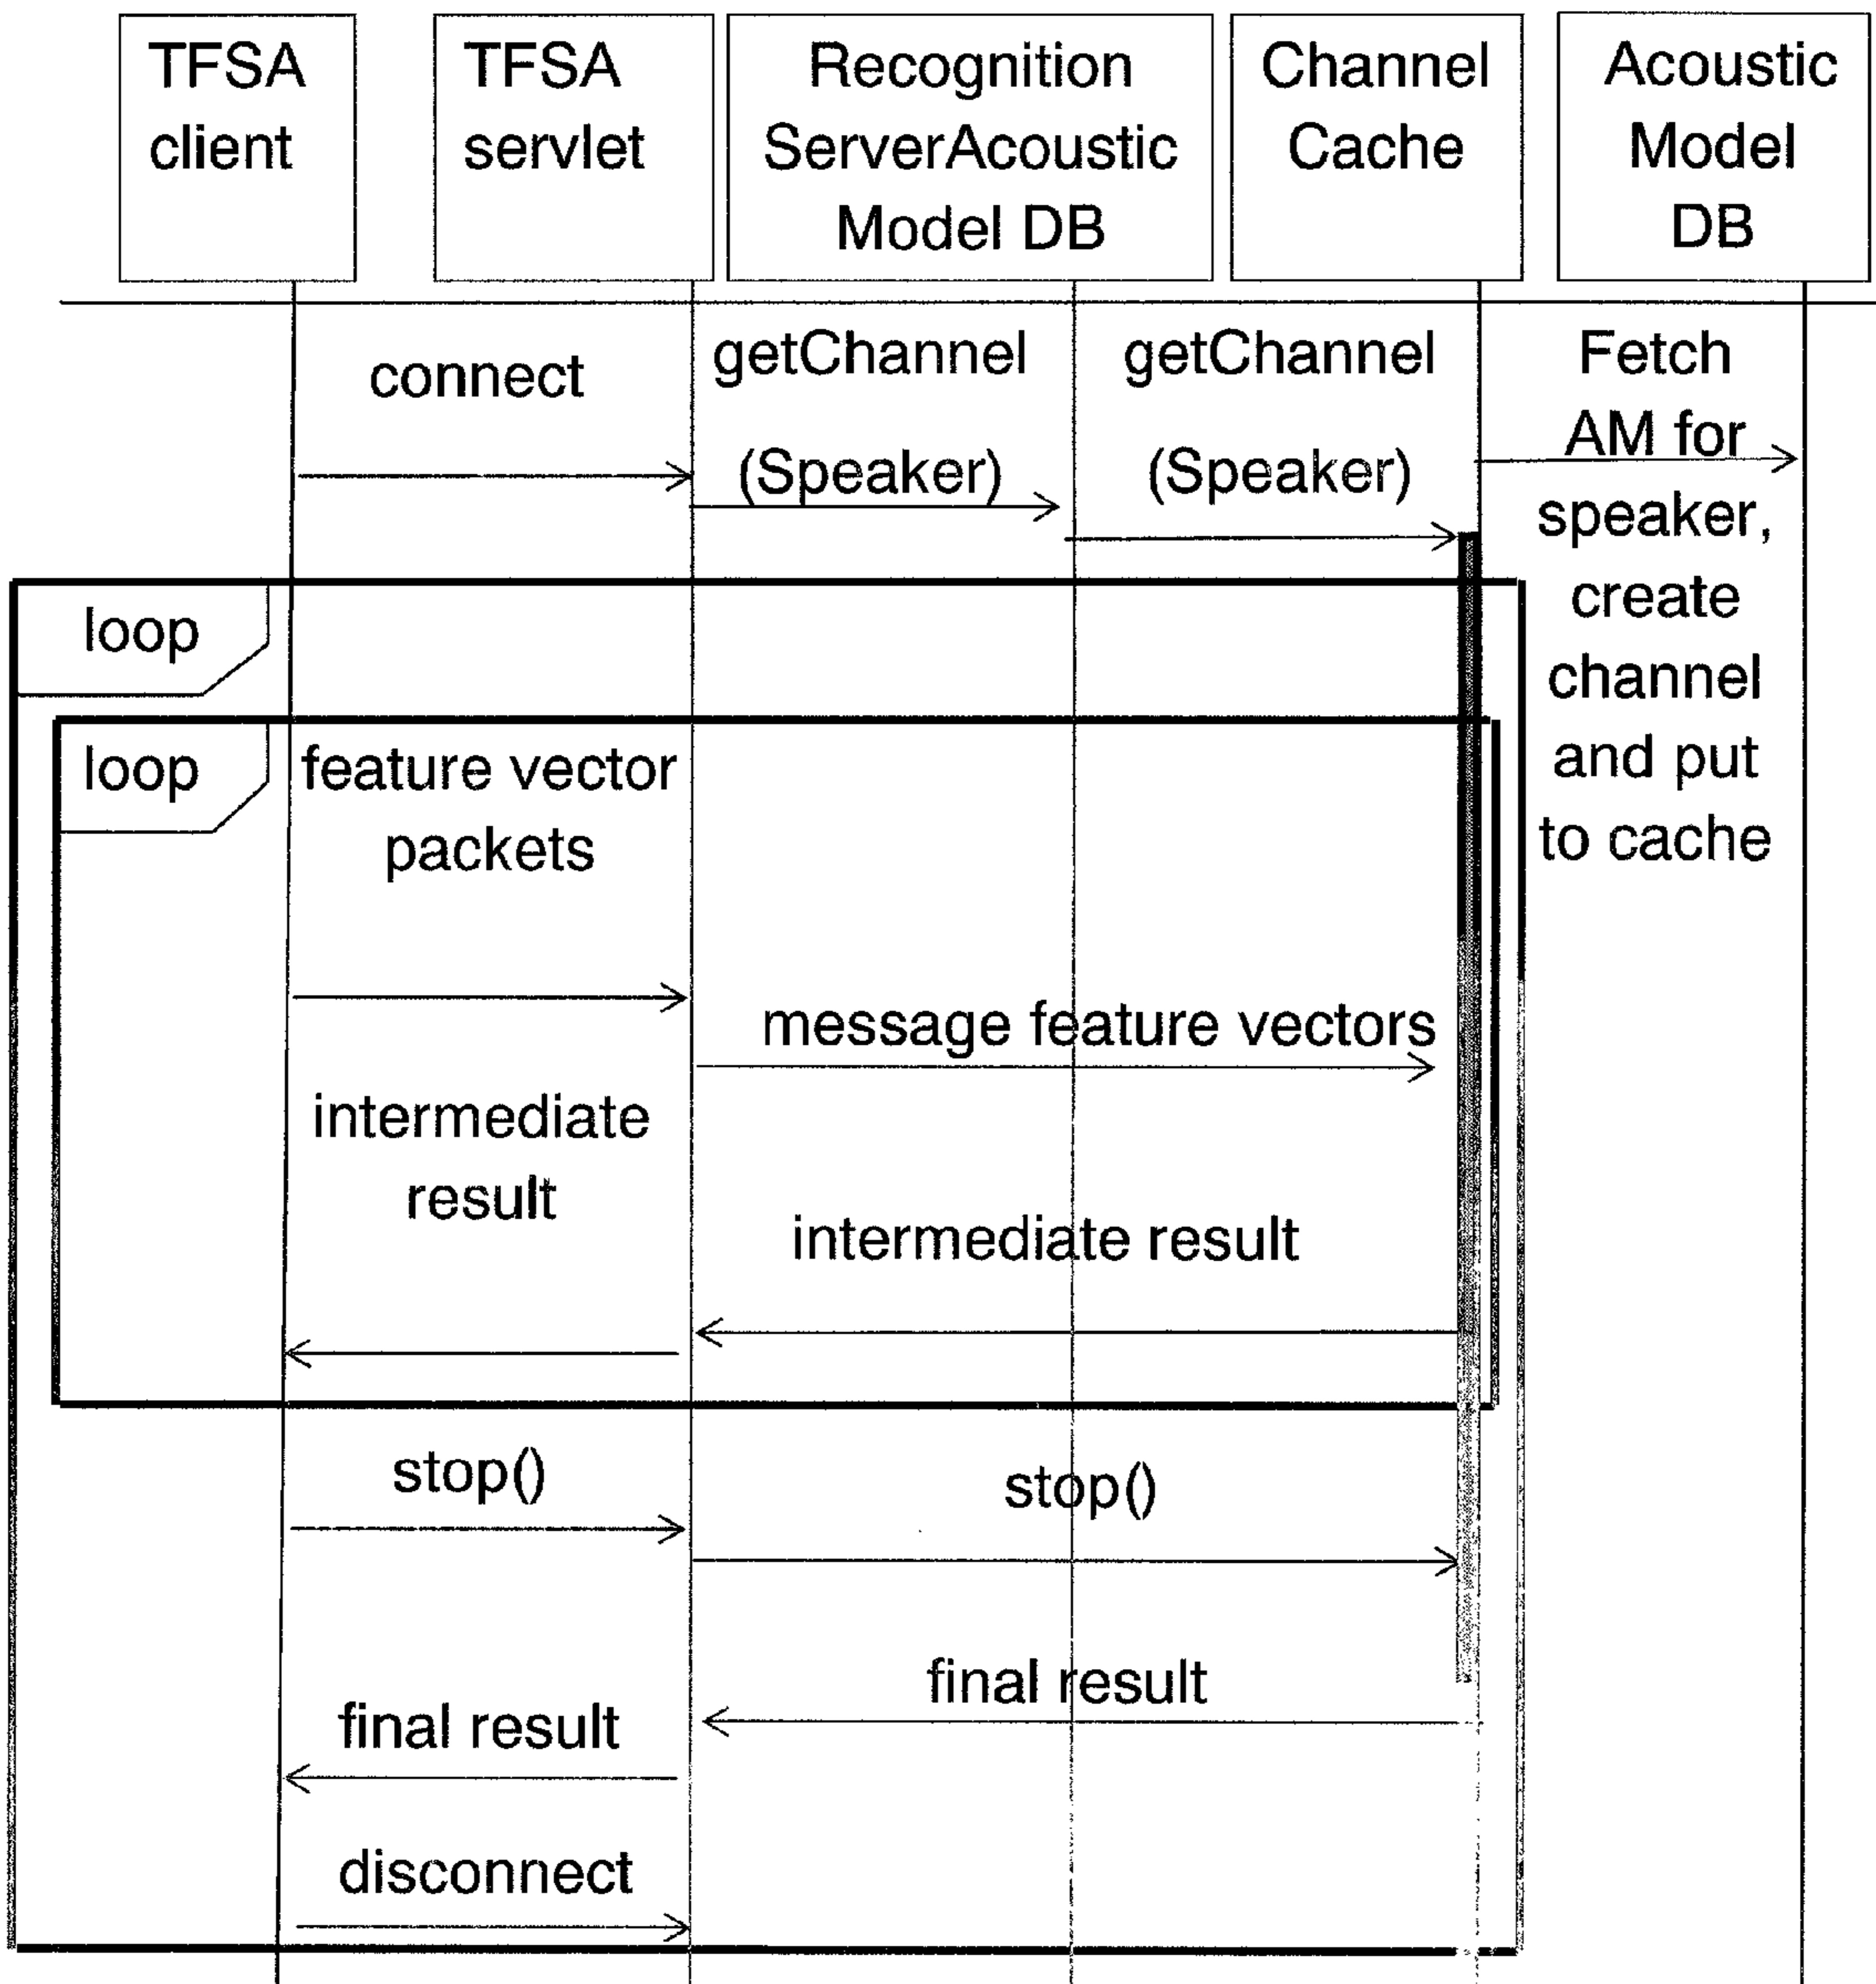 TFSA
client
TFSA
servlet
Recognition
ServerAcoustic
Model DB
Channel
Cache
Acoustic
Model
DB
connect
getChannel
(Speaker)
getChannel
(Speaker)
Fetch
AM for
speaker,
create
channel
and put
to cache
loop
loop
feature vector
packets
message feature vectors
intermediate
result
intermediate result
stop()
stop()
final result
final result
disconnect